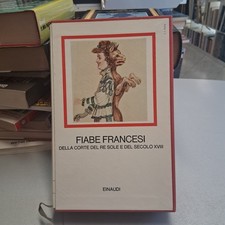 FIABE FRANCESI
DELLA CORTE DEL RE SOLE E DEL SECOLO XVIII
EINAUDI